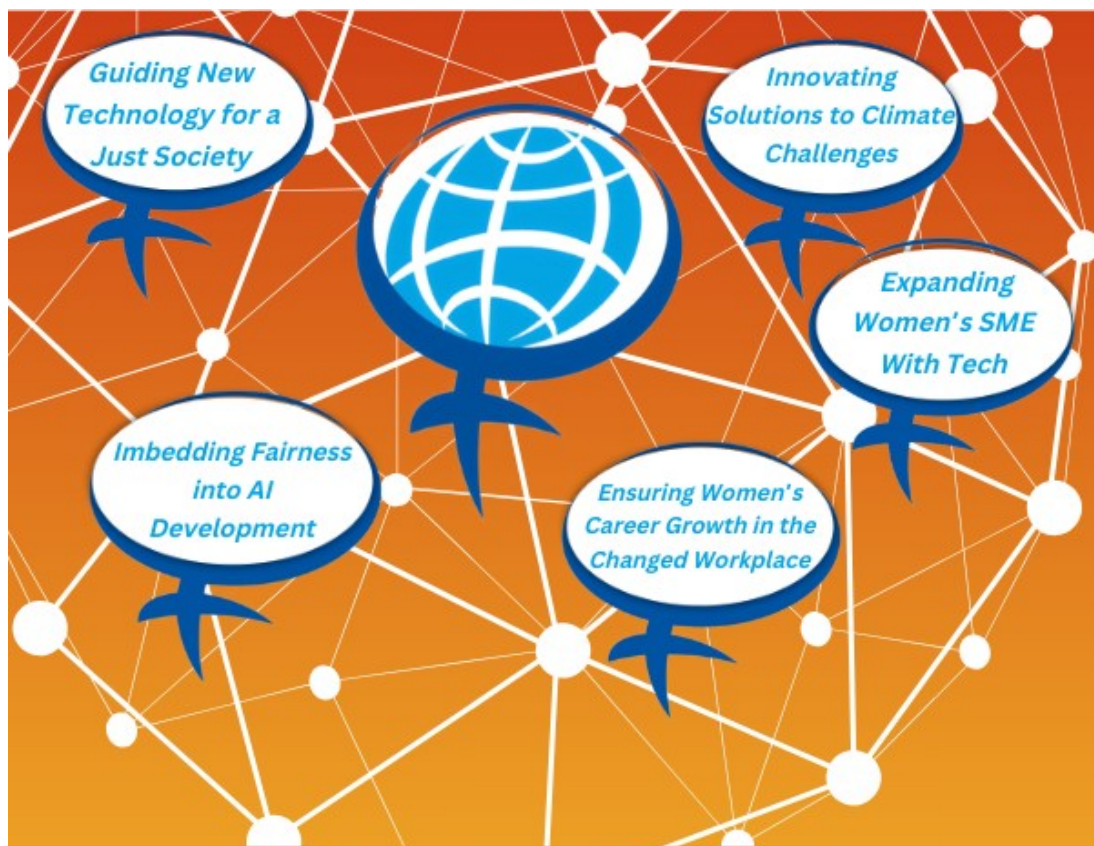 Guiding New
Technology for a
Just Society
Innovating
Solutions to Climate
Challenges
Expanding
Women's SME
With Tech
Imbedding Fairness
into AI
Development
Ensuring Women's
Career Growth in the
Changed Workplace